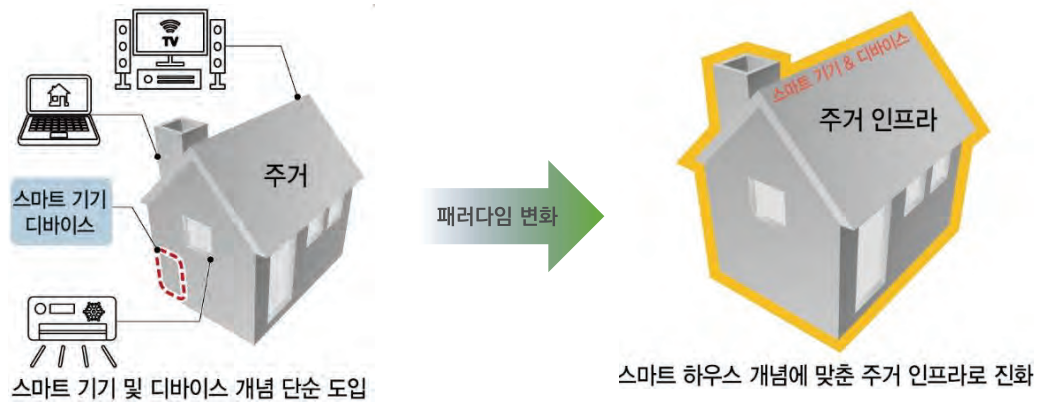 TV
주거
스마트 기기
디바이스
스마트 기기 및 디바이스 개념 단순 도입
패러다임 변화
스마트 기기 & 디바이스
주거 인프라
스마트 하우스 개념에 맞춘 주거 인프라로 진화